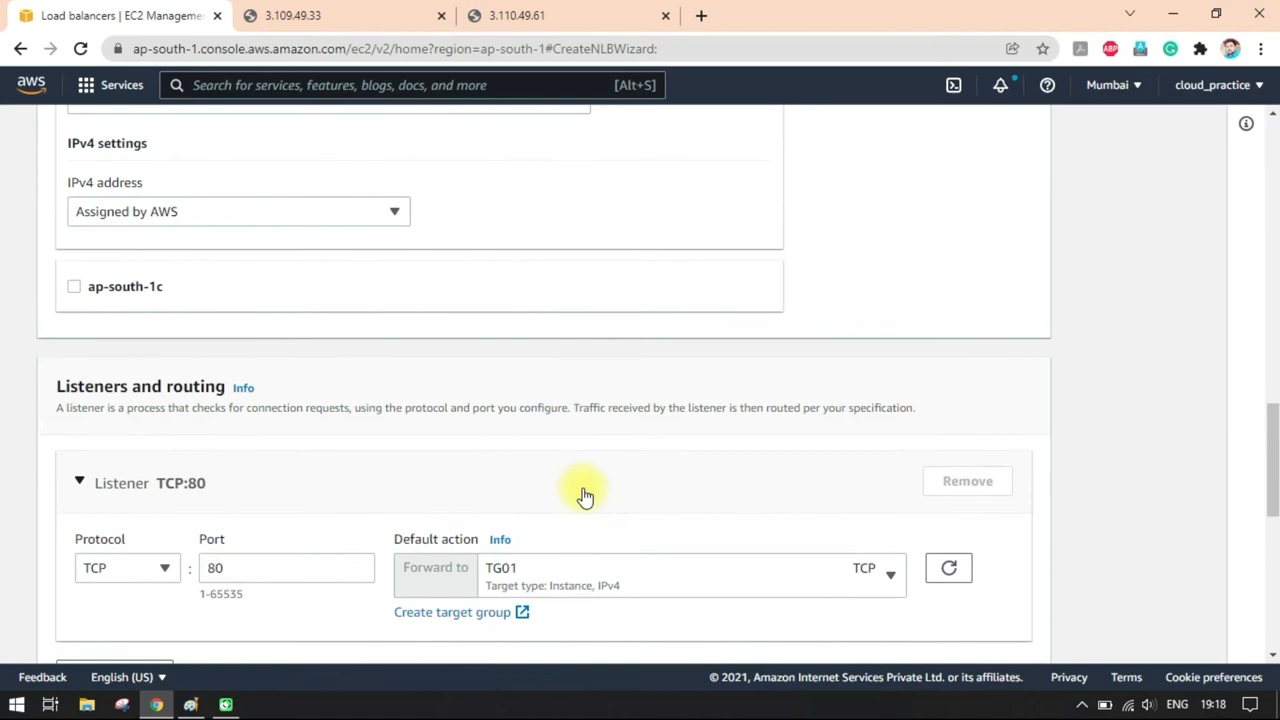 Load balancers | EC2 Manageme
3.109.49.33
3.110.49.61
ap-south-1.console.aws.amazon.com/ec2/v2/home?region=ap-south-1#CreateNLBWizard:
ABP
aws
Services
Search for services, features, blogs, docs, and more
[Alt+S]
Mumbai
cloud_practice
IPv4 settings
IPv4 address
Assigned by AWS
ap-south-1c
Listeners and routing Info
A listener is a process that checks for connection requests, using the protocol and port you configure. Traffic received by the listener is then routed per your specification.
Listener TCP:80
Remove
Protocol
Port
Default action Info
TCP
:
80
Forward to
TG01
TCP
Target type: Instance, IPv4
1-65535
Create target group
Feedback
English (US)
© 2021, Amazon Internet Services Private Ltd. or its affiliates.
Privacy
Terms
Cookie preferences
ENG
19:18